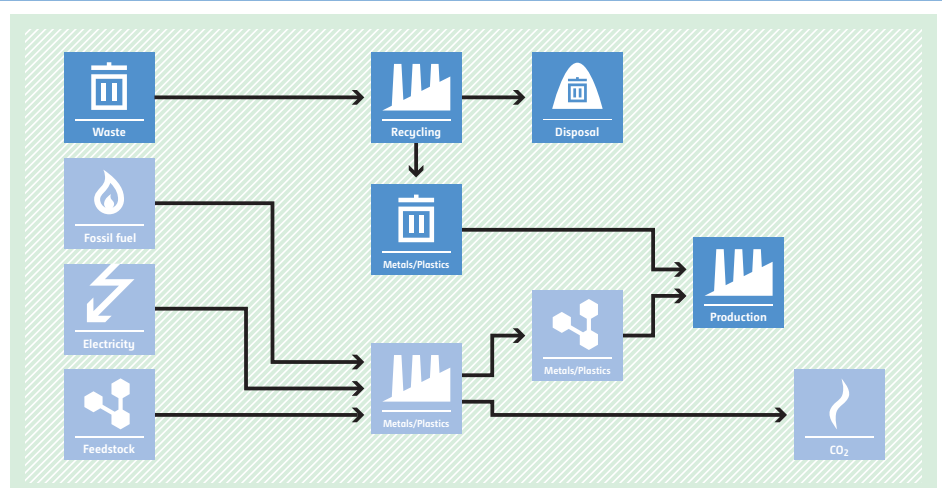 Waste
Recycling
Disposal
Fossil fuel
Metals/Plastics
Production
Electricity
Metals/Plastics
Feedstock
Metals/Plastics
CO₂